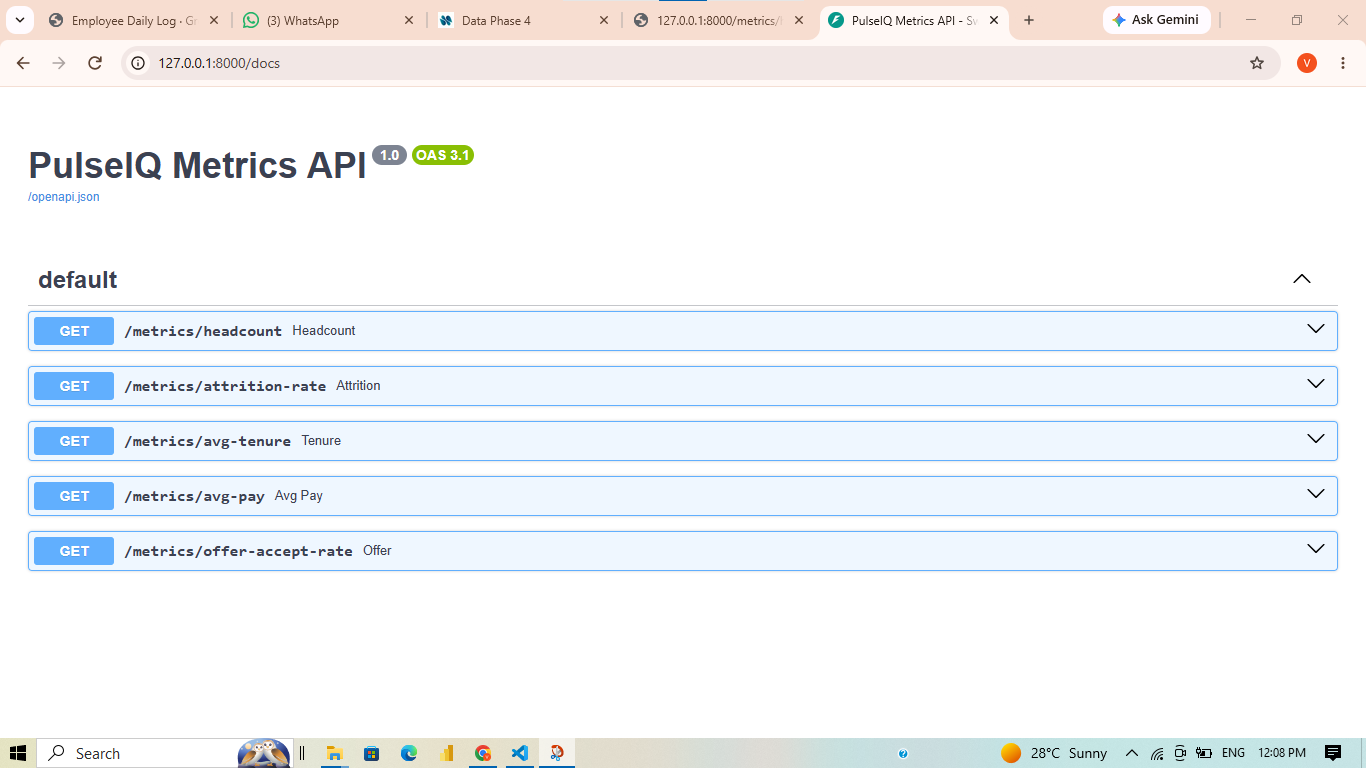 Employee Daily Log · Gr
(3) WhatsApp
Data Phase 4
127.0.0.1:8000/metrics/
PulseIQ Metrics API - Sw
Ask Gemini
127.0.0.1:8000/docs
V
PulseIQ Metrics API 1.0 OAS 3.1
/openapi.json
default
GET /metrics/headcount Headcount
GET /metrics/attrition-rate Attrition
GET /metrics/avg-tenure Tenure
GET /metrics/avg-pay Avg Pay
GET /metrics/offer-accept-rate Offer
Search
28°C Sunny
ENG
12:08 PM